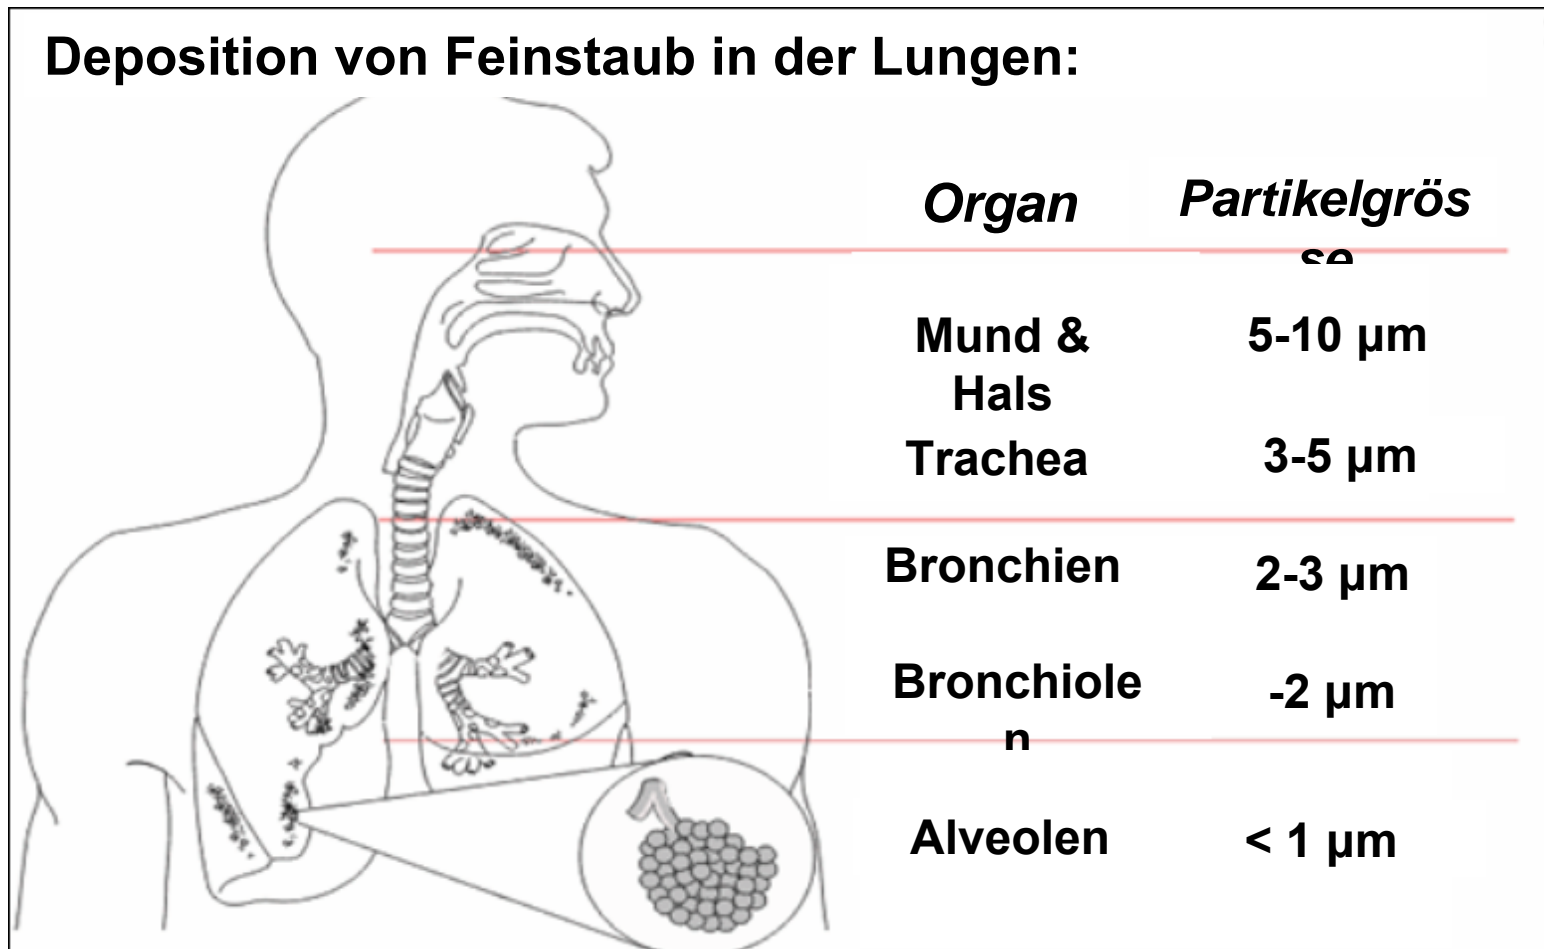 Deposition von Feinstaub in der Lungen:
Organ
Partikelgrös
se
Mund &
Hals
5-10 µm
Trachea
3-5 µm
Bronchien
2-3 µm
Bronchiole
n
-2 µm
Alveolen
< 1 µm